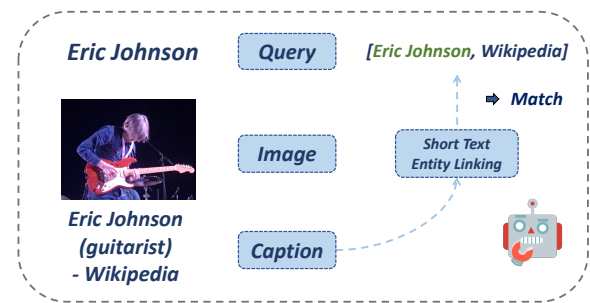 Eric Johnson
Query
[Eric Johnson, Wikipedia]
Match
Image
Short Text
Entity Linking
Eric Johnson
(guitarist)
- Wikipedia
Caption